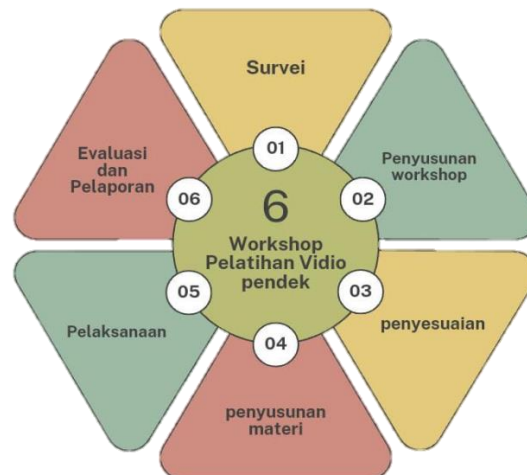 Survei
01
Penyusunan
workshop
02
penyesuaian
03
penyusunan
materi
04
Pelaksanaan
05
Evaluasi
dan
Pelaporan
06
6
Workshop
Pelatihan Vidio
pendek